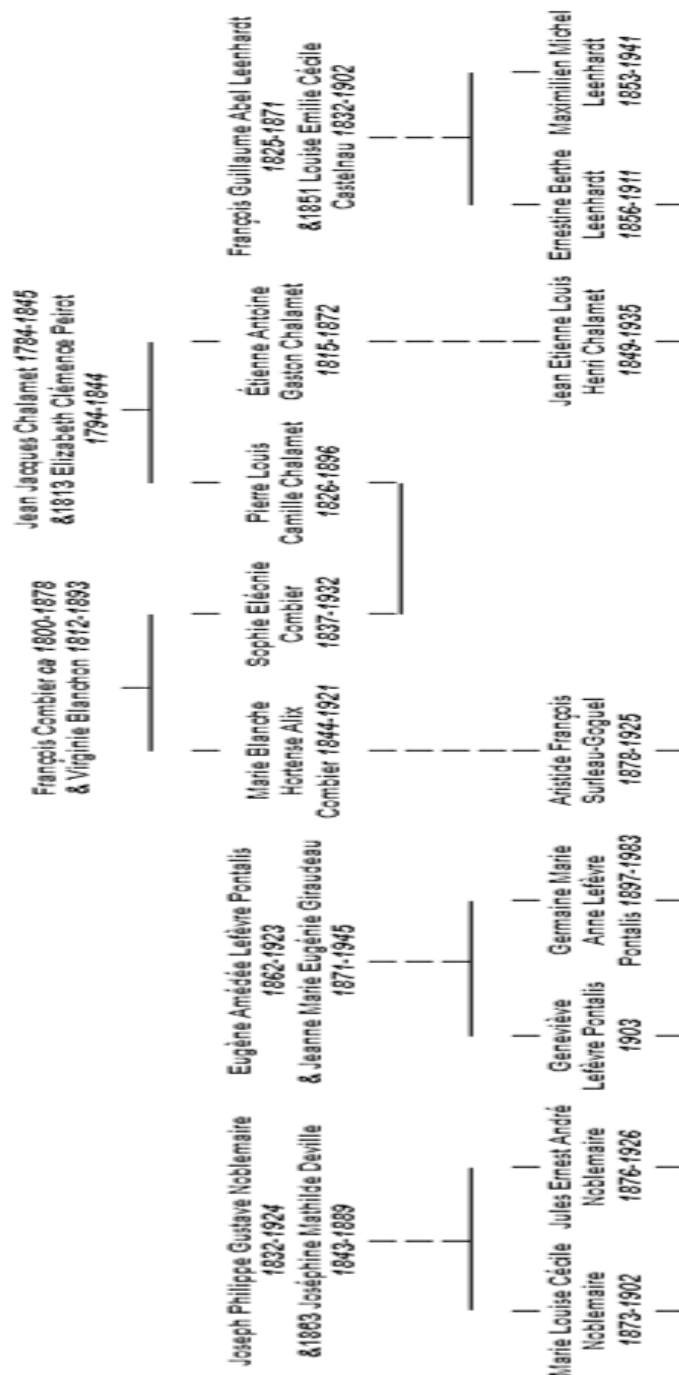 François Combier ca 1800-1878
& Virginie Blanchon 1812-1893
Jean Jacques Chalamet 1784-1845
&1813 Elizabeth Clémence Peirot
1794-1844
Joseph Philippe Gustave Noblemaire
1832-1924
&1863 Joséphine Mathilde Deville
1843-1889
Eugène Amédée Lefèvre Pontalis
1862-1923
& Jeanne Marie Eugénie Giraudeau
1871-1945
Marie Blanche
Hortense Alix
Combier 1844-1921
Sophie Eléonie
Combier
1837-1932
Pierre Louis
Camille Chalamet
1826-1896
Étienne Antoine
Gaston Chalamet
1815-1872
François Guillaume Abel Leenhardt
1825-1871
&1851 Louise Emilie Cécile
Castelnau 1832-1902
Marie Louise Cécile
Noblemaire
1873-1902
Jules Ernest André
Noblemaire
1876-1926
Geneviève
Lefèvre Pontalis
1903
Germaine Marie
Anne Lefèvre
Pontalis 1897-1983
Aristide François
Surleau-Goguel
1878-1925
Jean Etienne Louis
Henri Chalamet
1849-1935
Ernestine Berthe
Leenhardt
1856-1911
Maximilien Michel
Leenhardt
1853-1941